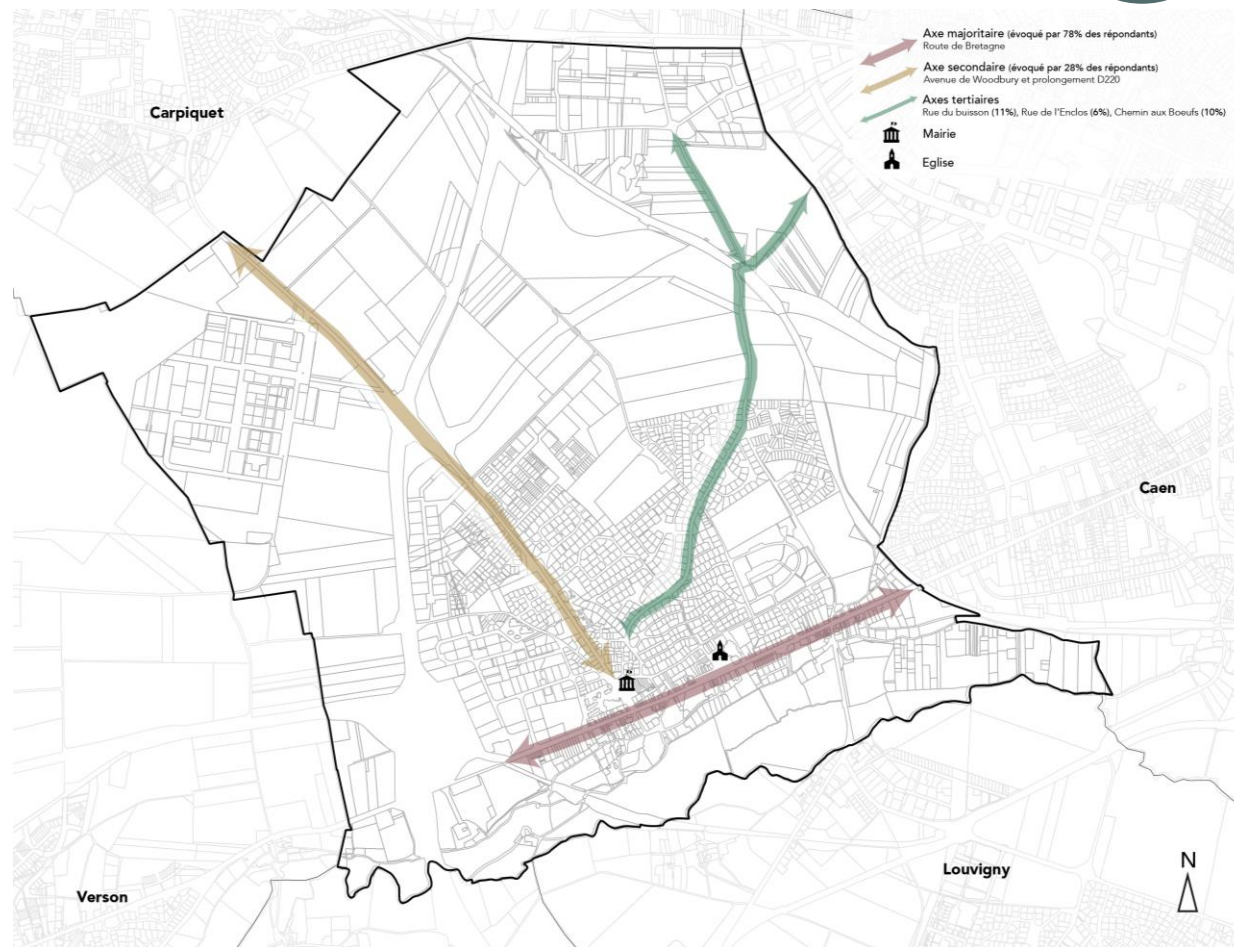 Axe majoritaire (évoqué par 78% des répondants)
Route de Bretagne
Axe secondaire (évoqué par 28% des répondants)
Avenue de Woodbury et prolongement D220
Axes tertiaires
Rue du buisson (11%), Rue de l'Enclos (6%), Chemin aux Boeufs (10%)
Mairie
Eglise
Carpiquet
Caen
Louvigny
Verson
N